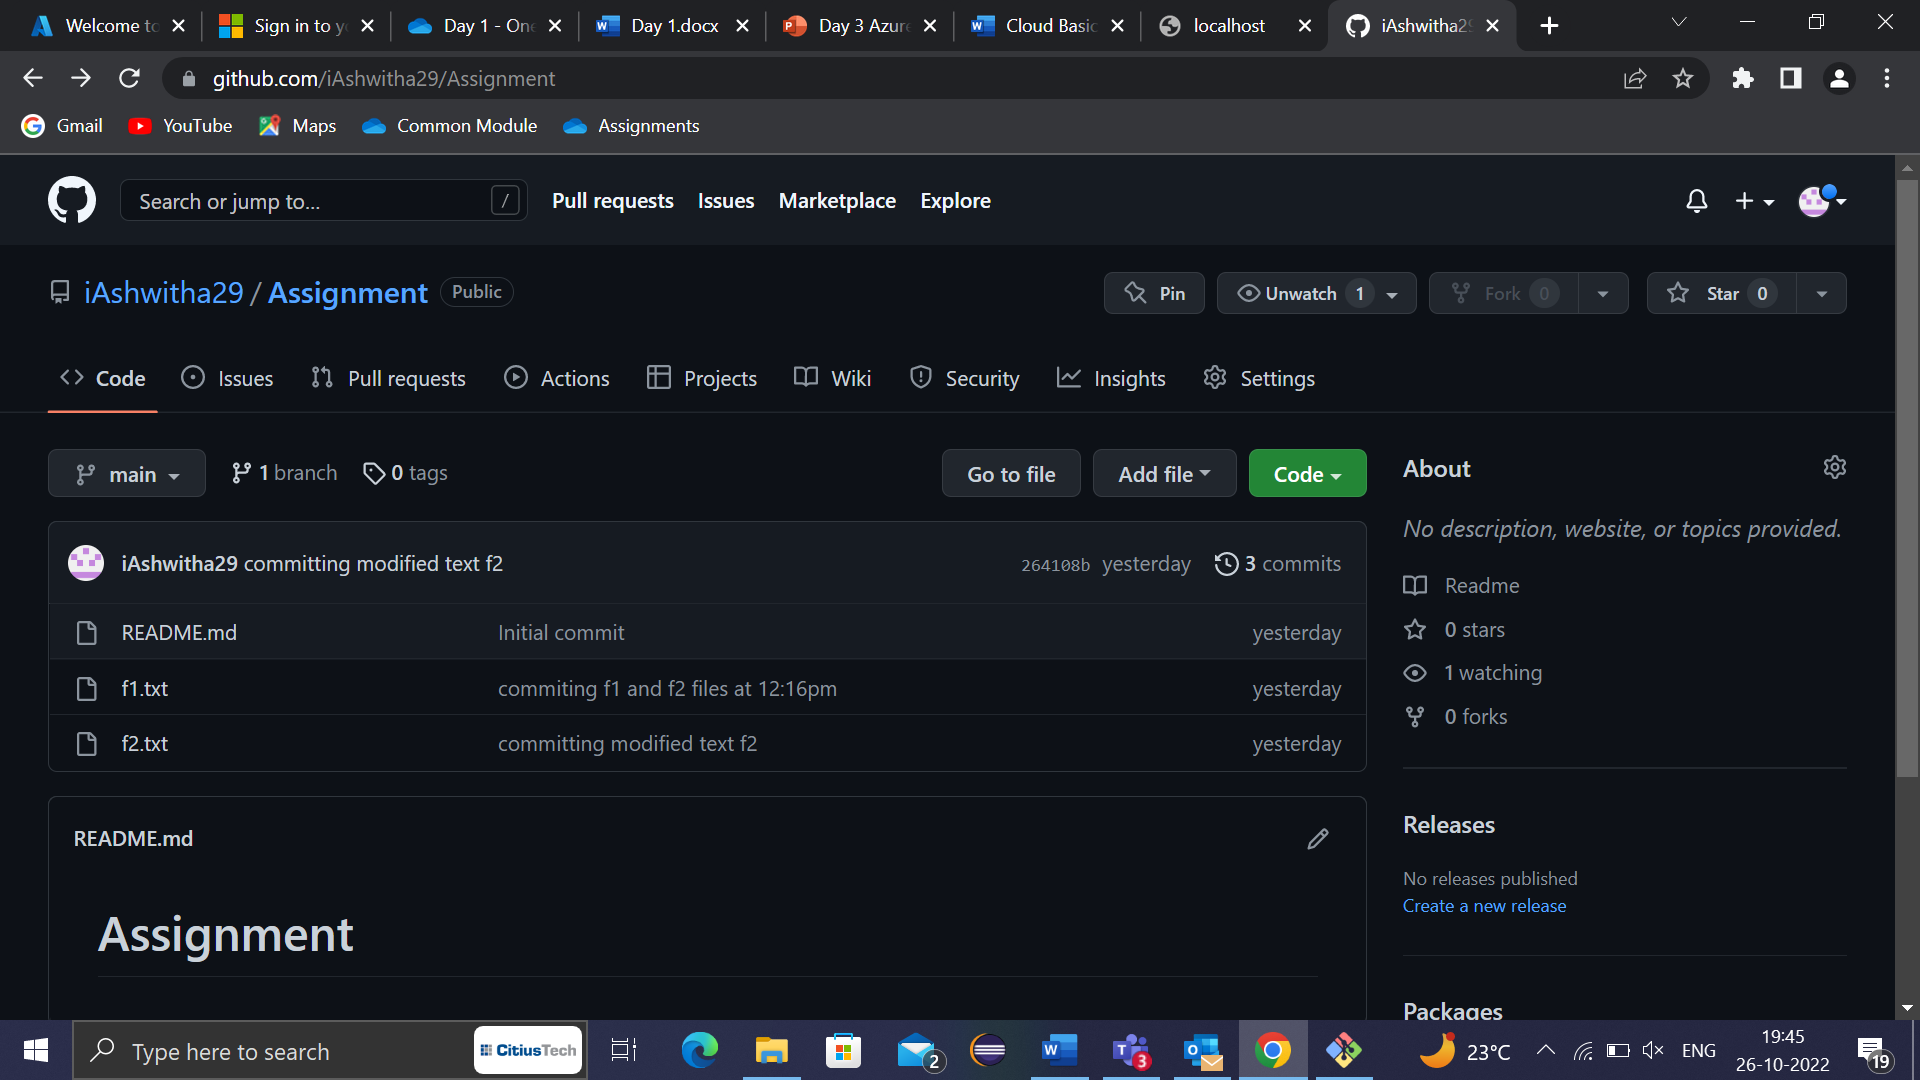 Welcome to
Sign in to y
Day 1 - One
Day 1.docx
Day 3 Azure
Cloud Basic
localhost
iAshwitha29
github.com/iAshwitha29/Assignment
Gmail
YouTube
Maps
Common Module
Assignments
Search or jump to...
/
Pull requests
Issues
Marketplace
Explore
iAshwitha29 / Assignment
Public
Pin
Unwatch 1
Fork 0
Star 0
Code
Issues
Pull requests
Actions
Projects
Wiki
Security
Insights
Settings
main
1 branch
0 tags
Go to file
Add file
Code
iAshwitha29 committing modified text f2
264108b yesterday
3 commits
README.md
Initial commit
yesterday
f1.txt
commiting f1 and f2 files at 12:16pm
yesterday
f2.txt
committing modified text f2
yesterday
README.md
Assignment
About
No description, website, or topics provided.
Readme
0 stars
1 watching
0 forks
Releases
No releases published
Create a new release
Packages
Type here to search
CitiusTech
2
3
23°C
ENG
19:45
26-10-2022
19